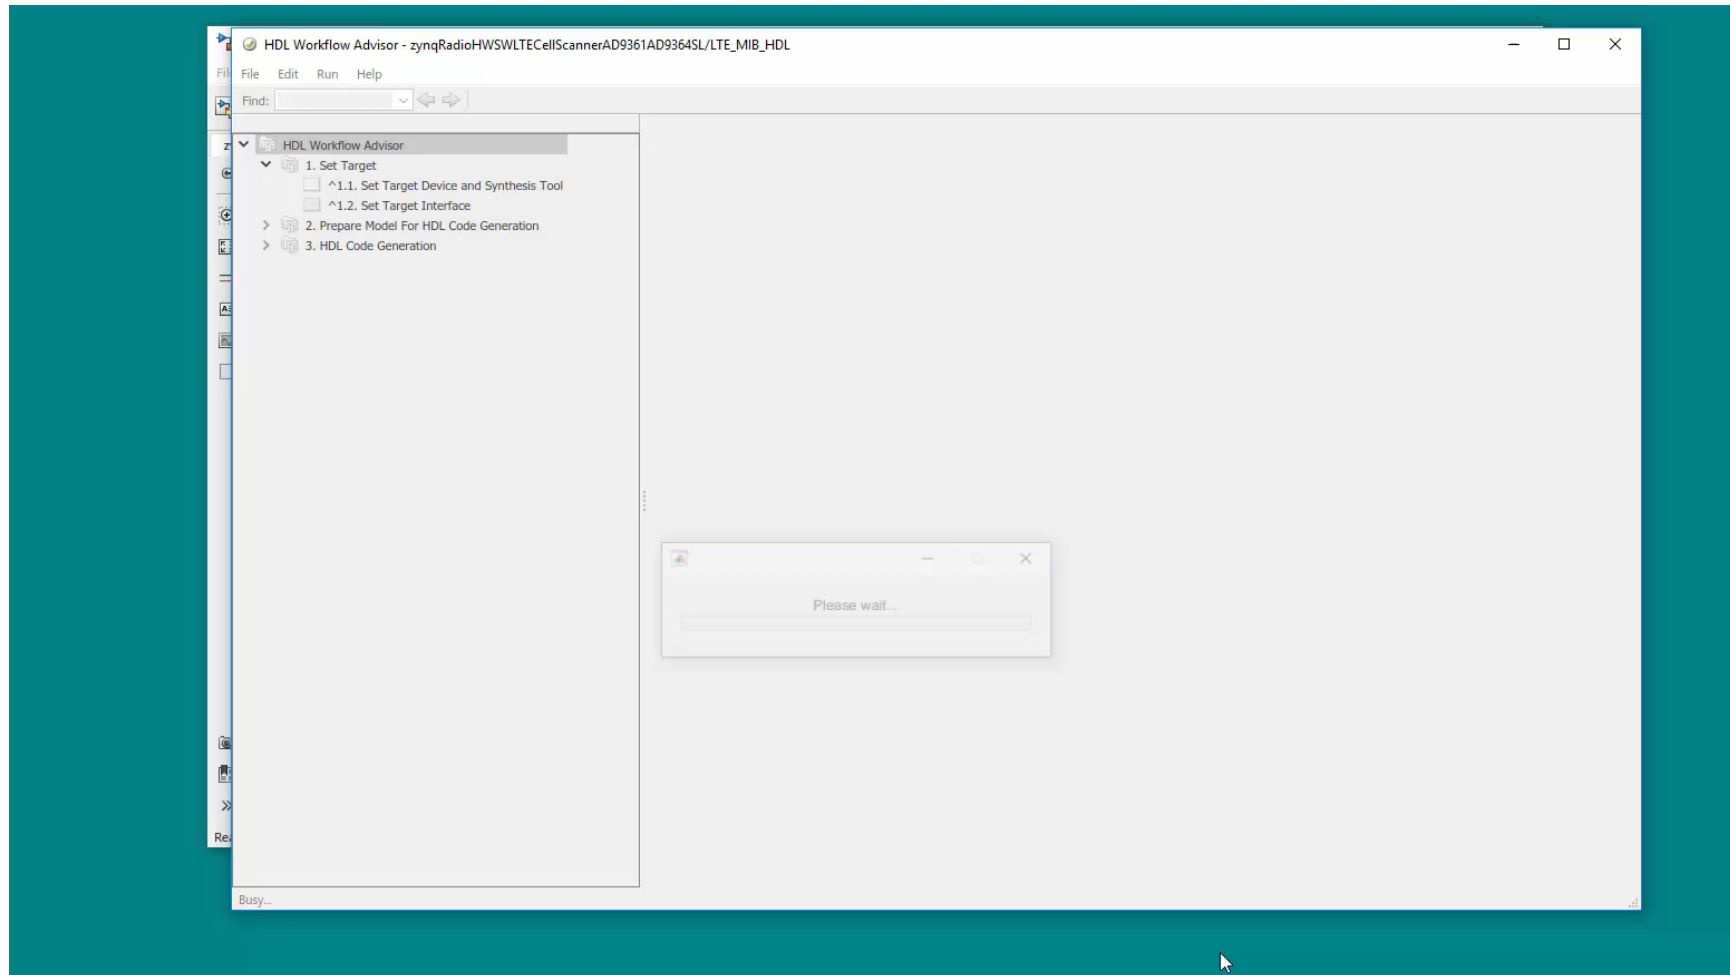 HDL Workflow Advisor - zynqRadioHWSWLTECellScannerAD9361AD9364SL/LTE_MIB_HDL
File Edit Run Help
Find:
HDL Workflow Advisor
1. Set Target
^1.1. Set Target Device and Synthesis Tool
^1.2. Set Target Interface
2. Prepare Model For HDL Code Generation
3. HDL Code Generation
Please wait...
Busy...